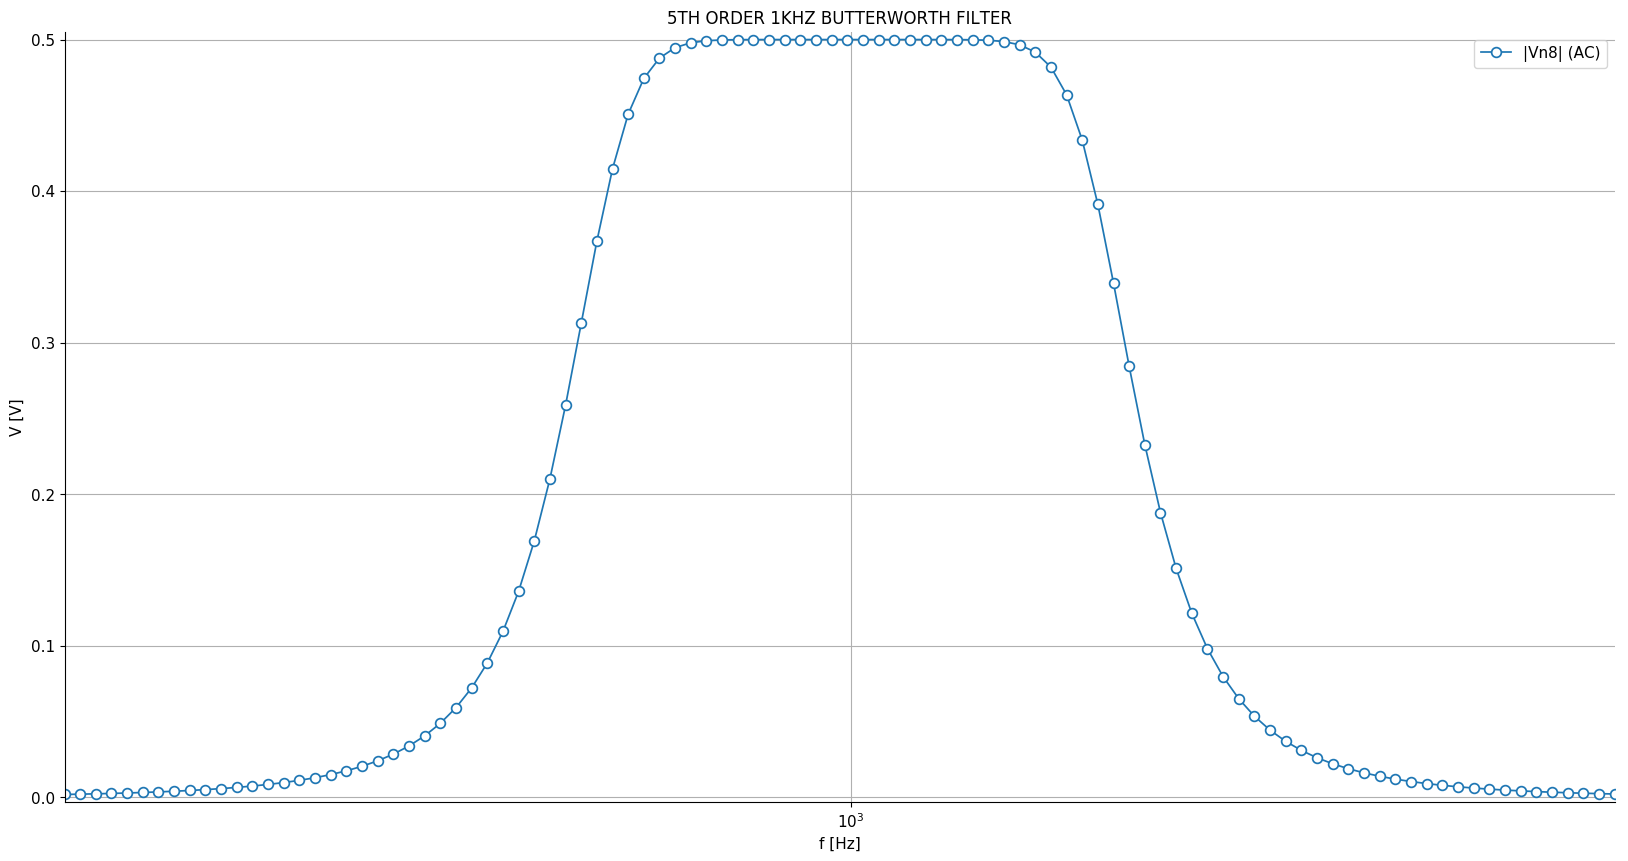 5TH ORDER 1KHZ BUTTERWORTH FILTER
|Vn8| (AC)
0.5
0.4
0.3
0.2
0.1
0.0
V [V]
10³
f [Hz]